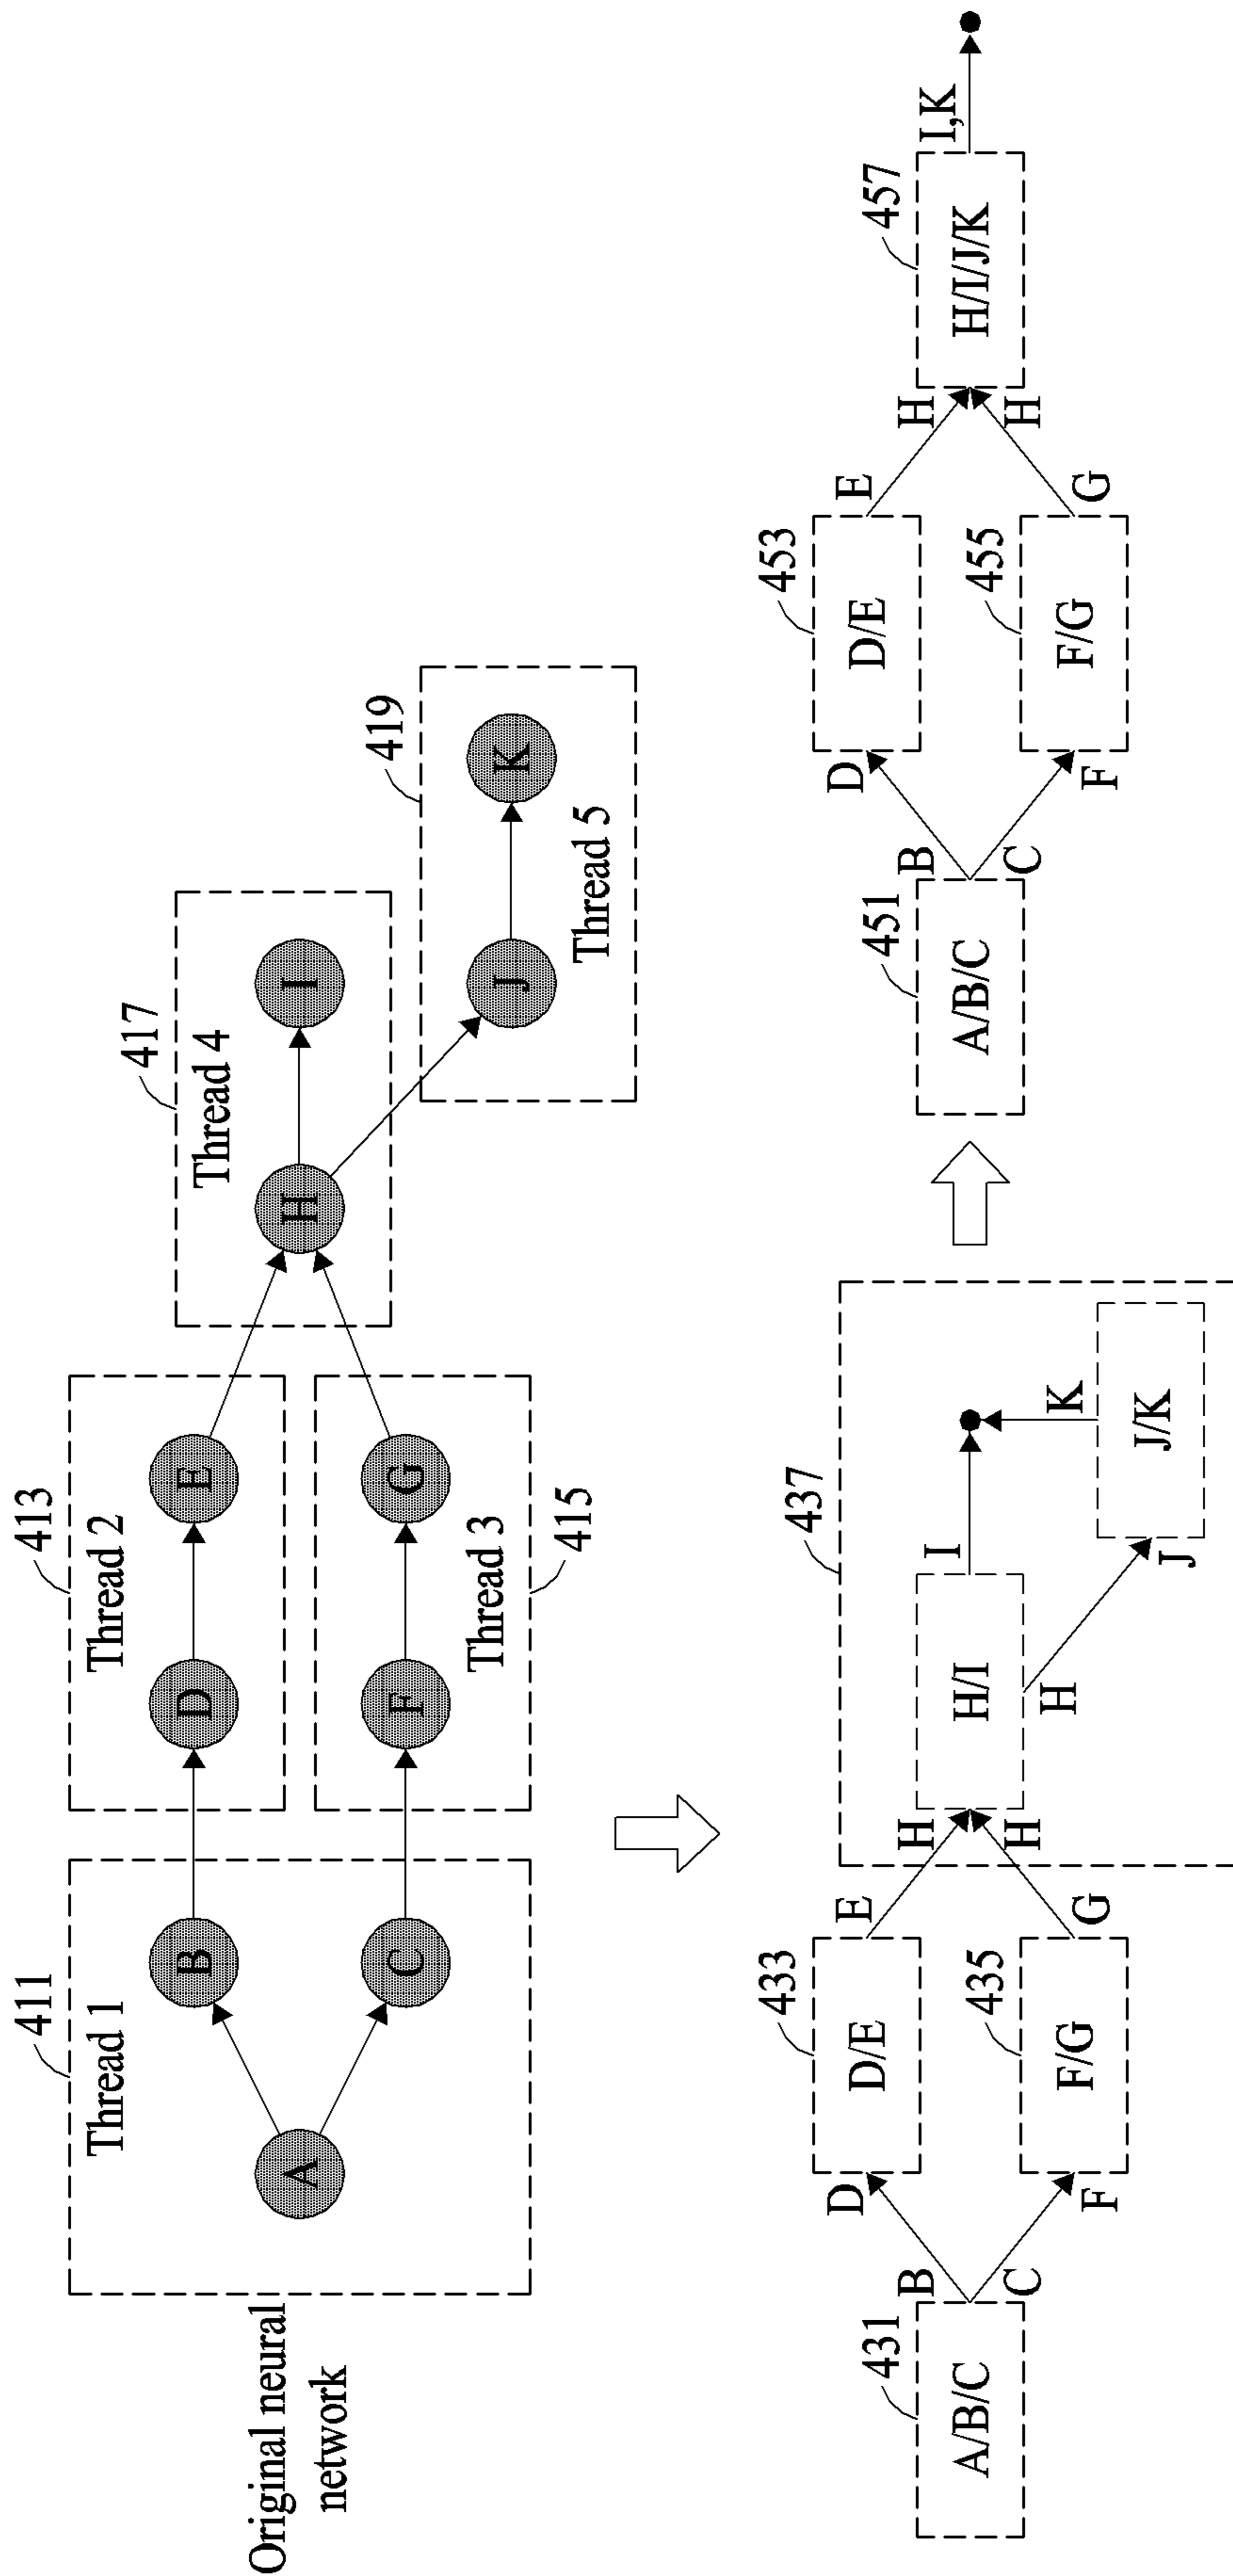 Original neural
network
411
Thread 1
A
B
C
413
Thread 2
D
E
Thread 3
415
F
G
417
Thread 4
H
I
419
J
K
Thread 5
431
A/B/C
B
C
D
F
433
D/E
435
F/G
E
G
H
H
437
H/I
I
H
J
J/K
K
451
A/B/C
B
C
D
F
453
D/E
455
F/G
E
G
H
H
457
H/I/J/K
I,K